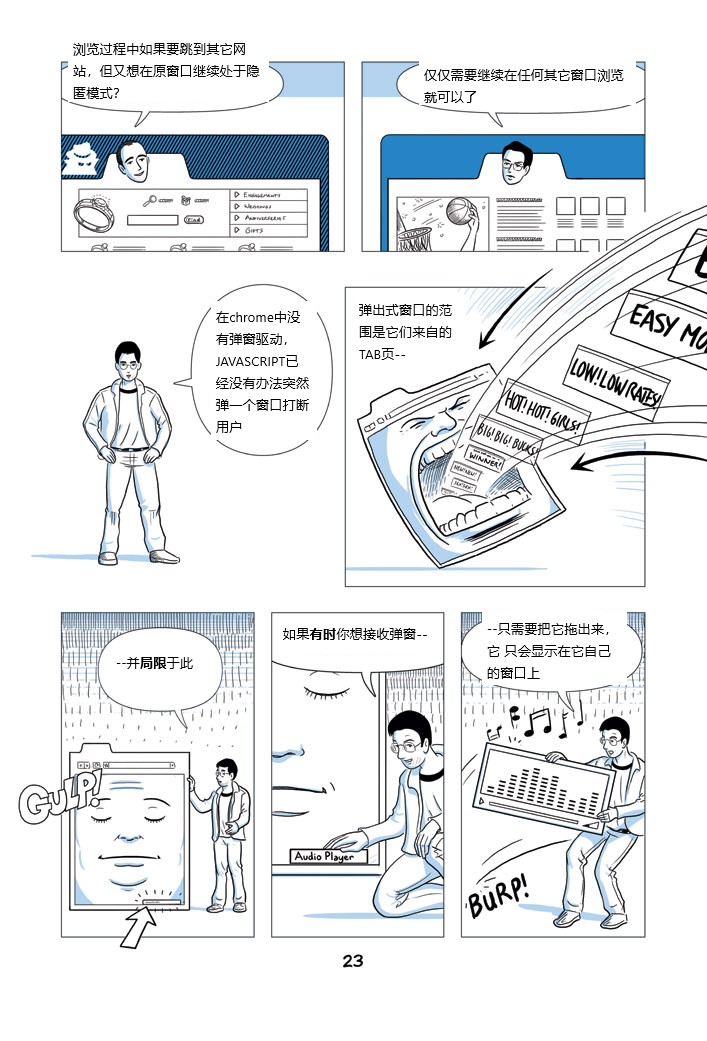 浏览过程中如果要跳到其它网
站，但又想在原窗口继续处于隐
匿模式？
仅仅需要继续在任何其它窗口浏览
就可以了
ENGAGEMENTS
WEDDINGS
ANNIVERSARIES
GIFTS
Find
在chrome中没
有弹窗驱动，
JAVASCRIPT已
经没有办法突然
弹一个窗口打断
用户
弹出式窗口的范
围是它们来自的
TAB页--
EASY MO
LOW! LOW RATES!
HOT! HOT! GIRLS!
BIG! BIG! BUCKS!
WINNER!
--并局限于此
GULP!
如果有时你想接收弹窗--
Audio Player
--只需要把它拖出来，
它 只会显示在它自己
的窗口上
BURP!
23